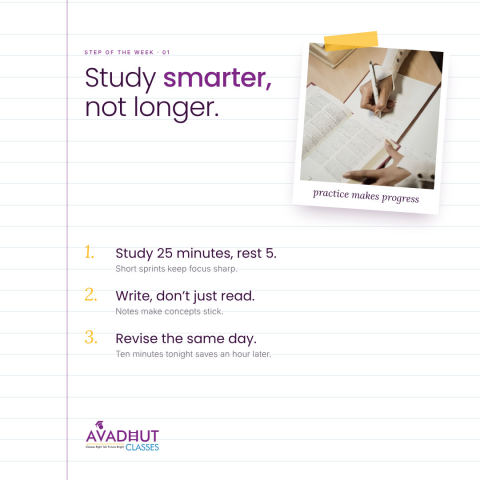 STEP OF THE WEEK · 01
Study smarter,
not longer.
practice makes progress
1. Study 25 minutes, rest 5.
Short sprints keep focus sharp.
2. Write, don’t just read.
Notes make concepts stick.
3. Revise the same day.
Ten minutes tonight saves an hour later.
AVADHUT
CLASSES